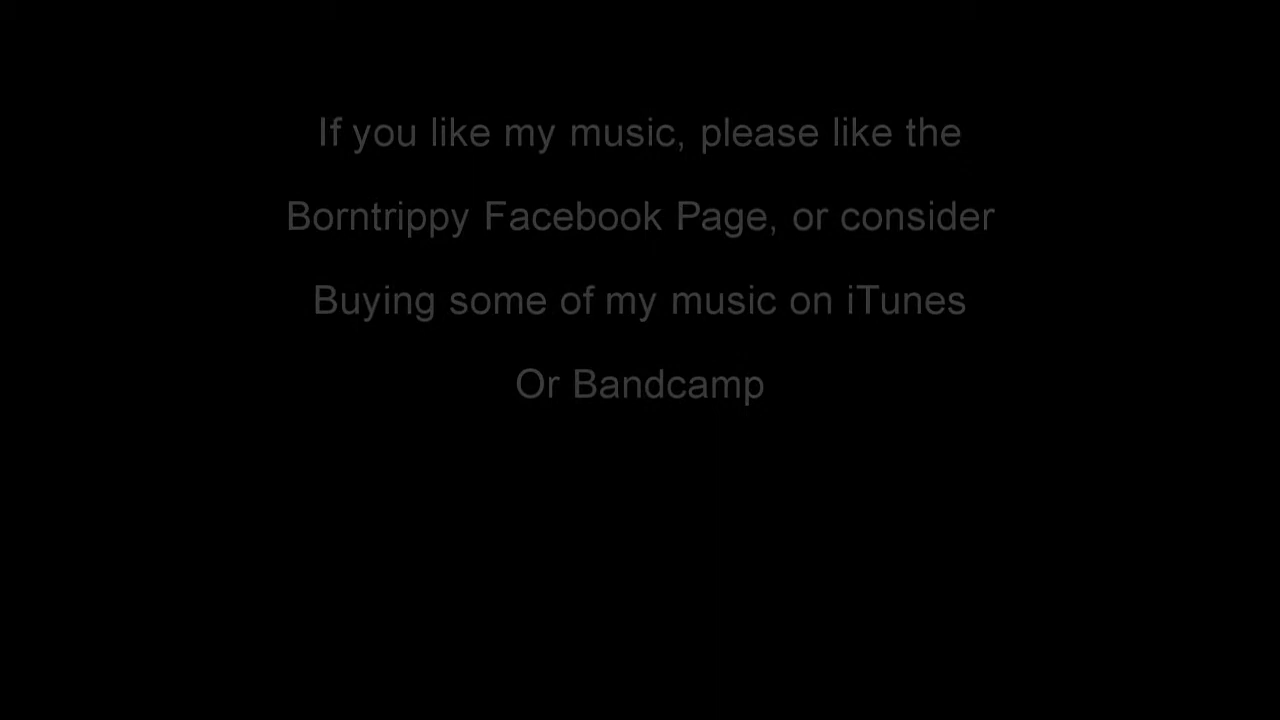 If you like my music, please like the
Borntrippy Facebook Page, or consider
Buying some of my music on iTunes
Or Bandcamp